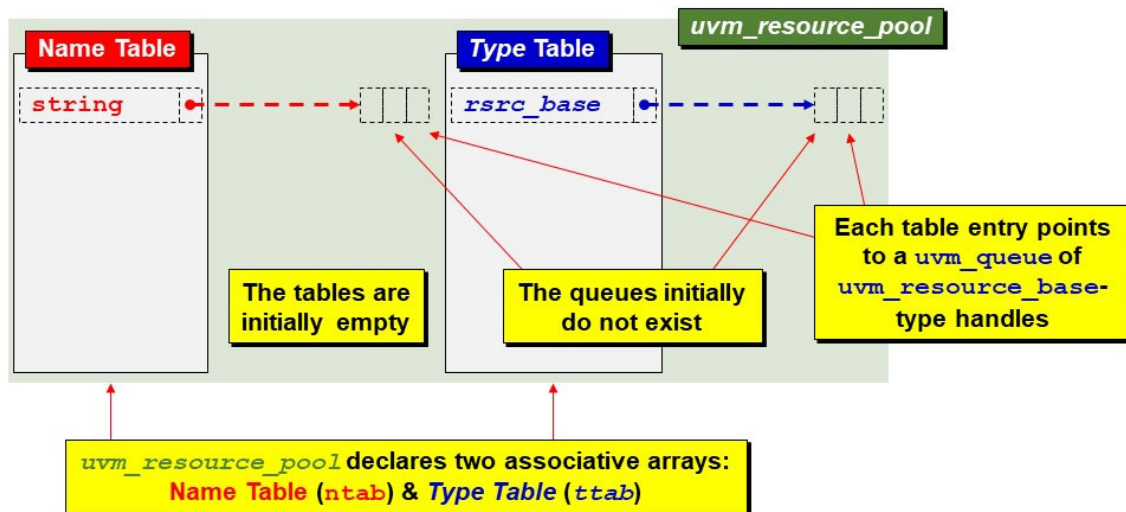 uvm_resource_pool
Name Table
Type Table
string
rsrc_base
Each table entry points
to a uvm_queue of
uvm_resource_base-
type handles
The tables are
initially empty
The queues initially
do not exist
uvm_resource_pool declares two associative arrays:
Name Table (ntab) & Type Table (ttab)